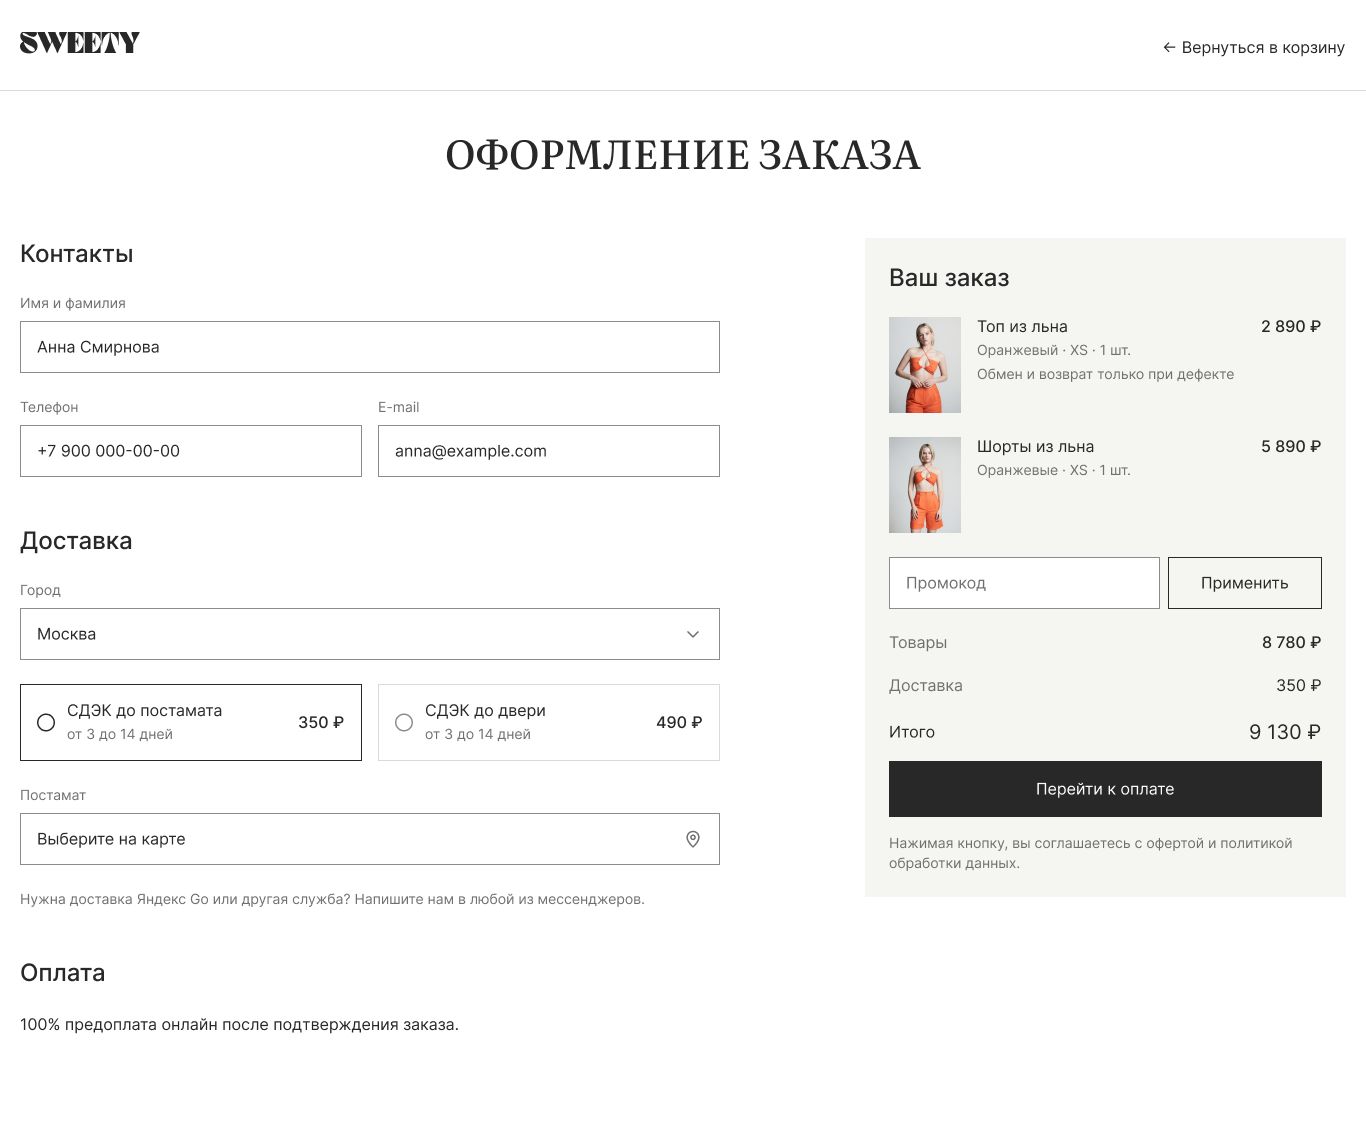 SWEETY
← Вернуться в корзину
ОФОРМЛЕНИЕ ЗАКАЗА
Контакты
Имя и фамилия
Анна Смирнова
Телефон
E-mail
+7 900 000-00-00
anna@example.com
Доставка
Город
Москва
СДЭК до постамата
от 3 до 14 дней
350 ₽
СДЭК до двери
от 3 до 14 дней
490 ₽
Постамат
Выберите на карте
Нужна доставка Яндекс Go или другая служба? Напишите нам в любой из мессенджеров.
Оплата
100% предоплата онлайн после подтверждения заказа.
Ваш заказ
Топ из льна
2 890 ₽
Оранжевый · XS · 1 шт.
Обмен и возврат только при дефекте
Шорты из льна
5 890 ₽
Оранжевые · XS · 1 шт.
Промокод
Применить
Товары
8 780 ₽
Доставка
350 ₽
Итого
9 130 ₽
Перейти к оплате
Нажимая кнопку, вы соглашаетесь с офертой и политикой
обработки данных.